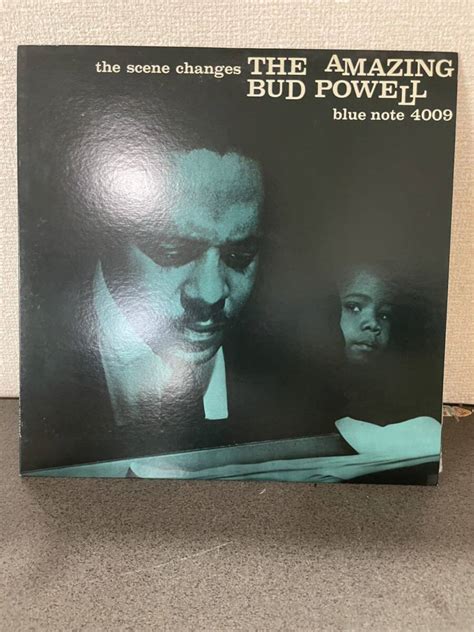 the scene changes THE AMAZING
BUD POWELL
blue note 4009